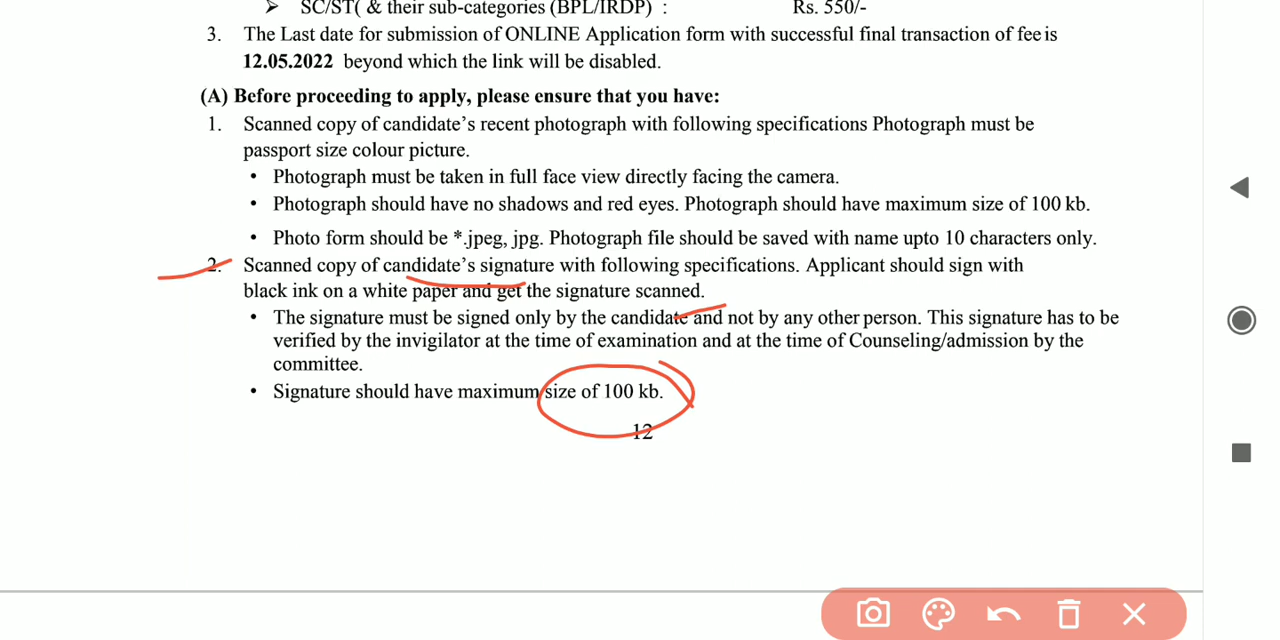 ➢ SC/ST( & their sub-categories (BPL/IRDP) : Rs. 550/-
3. The Last date for submission of ONLINE Application form with successful final transaction of fee is
12.05.2022 beyond which the link will be disabled.
(A) Before proceeding to apply, please ensure that you have:
1. Scanned copy of candidate’s recent photograph with following specifications Photograph must be
passport size colour picture.
• Photograph must be taken in full face view directly facing the camera.
• Photograph should have no shadows and red eyes. Photograph should have maximum size of 100 kb.
• Photo form should be *.jpeg, jpg. Photograph file should be saved with name upto 10 characters only.
2. Scanned copy of candidate’s signature with following specifications. Applicant should sign with
black ink on a white paper and get the signature scanned.
• The signature must be signed only by the candidate and not by any other person. This signature has to be
verified by the invigilator at the time of examination and at the time of Counseling/admission by the
committee.
• Signature should have maximum size of 100 kb.
12